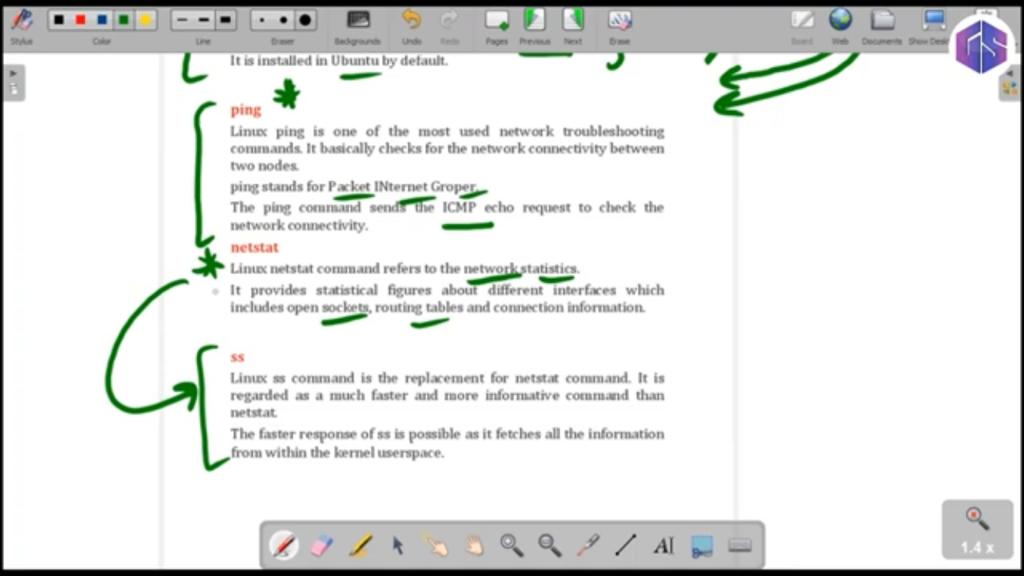 Stylus
Color
Line
Eraser
Backgrounds
Undo
Redo
Pages
Previous
Next
Erase
Board
Web
Documents
It is installed in Ubuntu by default.
ping
Linux ping is one of the most used network troubleshooting
commands. It basically checks for the network connectivity between
two nodes.
ping stands for Packet INternet Groper.
The ping command sends the ICMP echo request to check the
network connectivity.
netstat
Linux netstat command refers to the network statistics.
It provides statistical figures about different interfaces which
includes open sockets, routing tables and connection information.
ss
Linux ss command is the replacement for netstat command. It is
regarded as a much faster and more informative command than
netstat.
The faster response of ss is possible as it fetches all the information
from within the kernel userspace.
AI
1.4 x